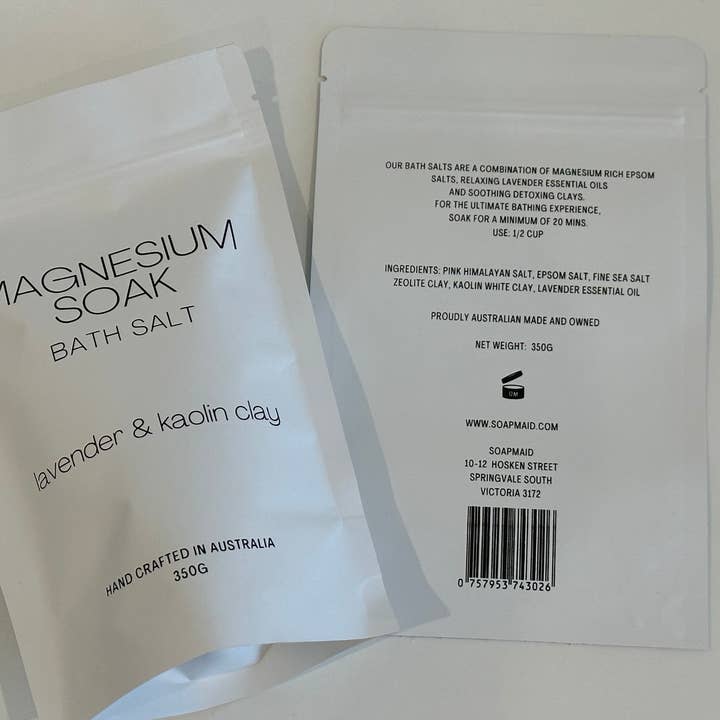 MAGNESIUM
SOAK
BATH SALT
lavender & kaolin clay
HAND CRAFTED IN AUSTRALIA
350G
OUR BATH SALTS ARE A COMBINATION OF MAGNESIUM RICH EPSOM
SALTS, RELAXING LAVENDER ESSENTIAL OILS
AND SOOTHING DETOXING CLAYS.
FOR THE ULTIMATE BATHING EXPERIENCE,
SOAK FOR A MINIMUM OF 20 MINS.
USE: 1/2 CUP
INGREDIENTS: PINK HIMALAYAN SALT, EPSOM SALT, FINE SEA SALT
ZEOLITE CLAY, KAOLIN WHITE CLAY, LAVENDER ESSENTIAL OIL
PROUDLY AUSTRALIAN MADE AND OWNED
NET WEIGHT: 350G
WWW.SOAPMAID.COM
SOAPMAID
10-12 HOSKEN STREET
SPRINGVALE SOUTH
VICTORIA 3172
0 757953 743026